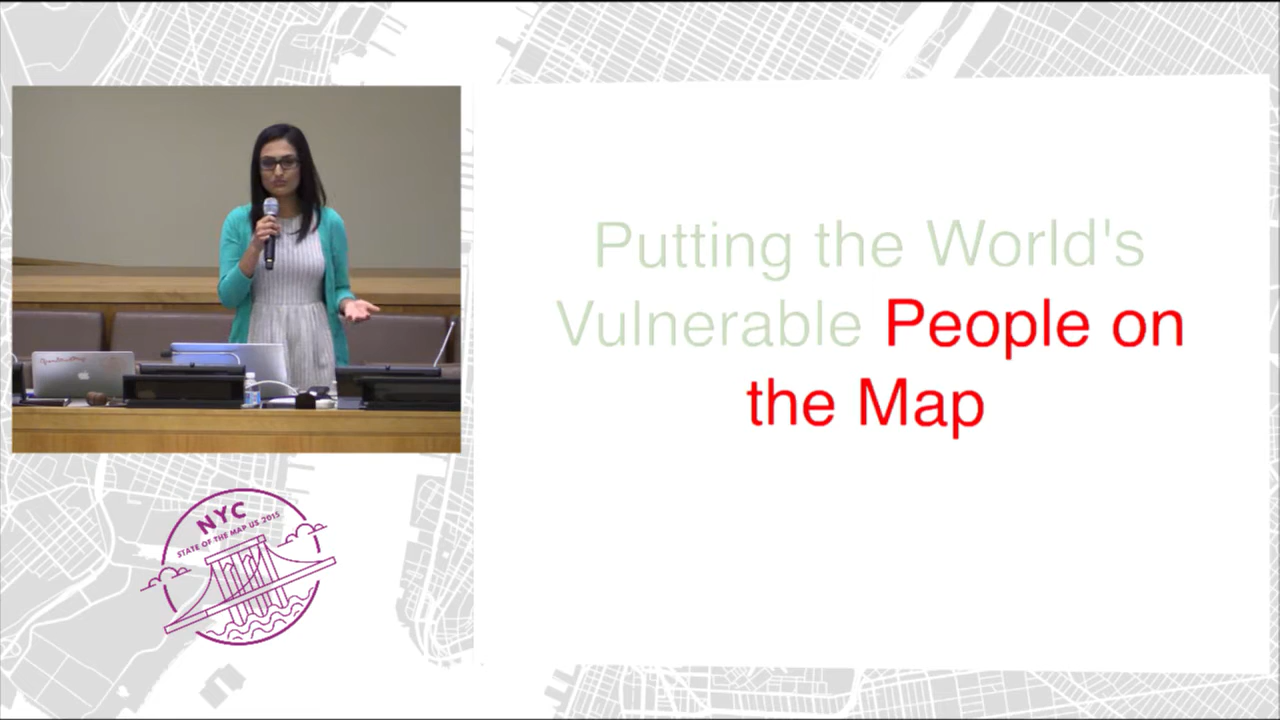 Putting the World's
Vulnerable People on
the Map
NYC
STATE OF THE MAP US 2015